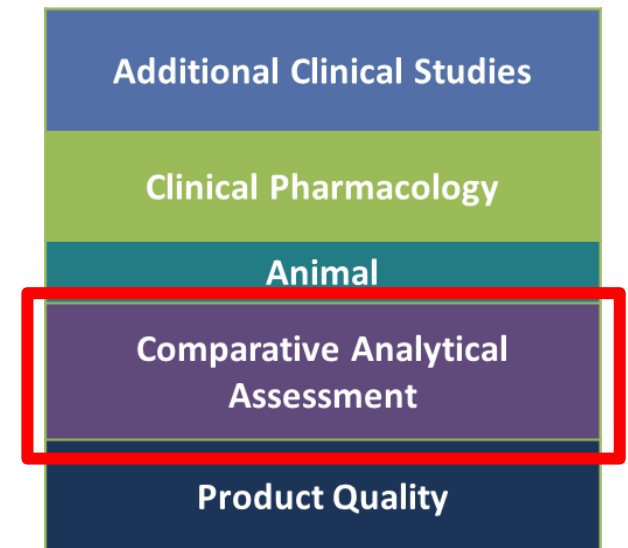 Additional Clinical Studies
Clinical Pharmacology
Animal
Comparative Analytical
Assessment
Product Quality